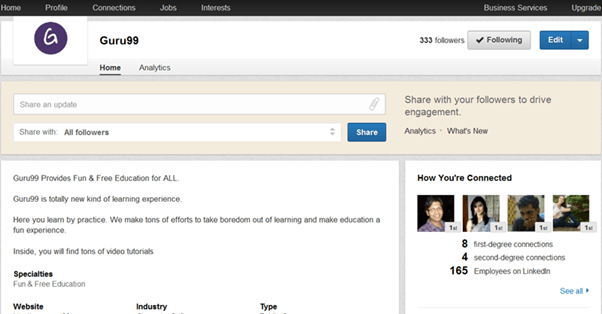 Home Profile Connections Jobs Interests Business Services Upgrade
G
Guru99
333 followers Following Edit
Home Analytics
Share an update
Share with: All followers Share
Share with your followers to drive
engagement.
Analytics · What's New
Guru99 Provides Fun & Free Education for ALL.
Guru99 is totally new kind of learning experience.
Here you learn by practice. We make tons of efforts to take boredom out of learning and make education a
fun experience.
Inside, you will find tons of video tutorials
Specialties
Fun & Free Education
Website Industry Type
How You're Connected
1st 1st 1st 1st
8 first-degree connections
4 second-degree connections
165 Employees on LinkedIn
See all